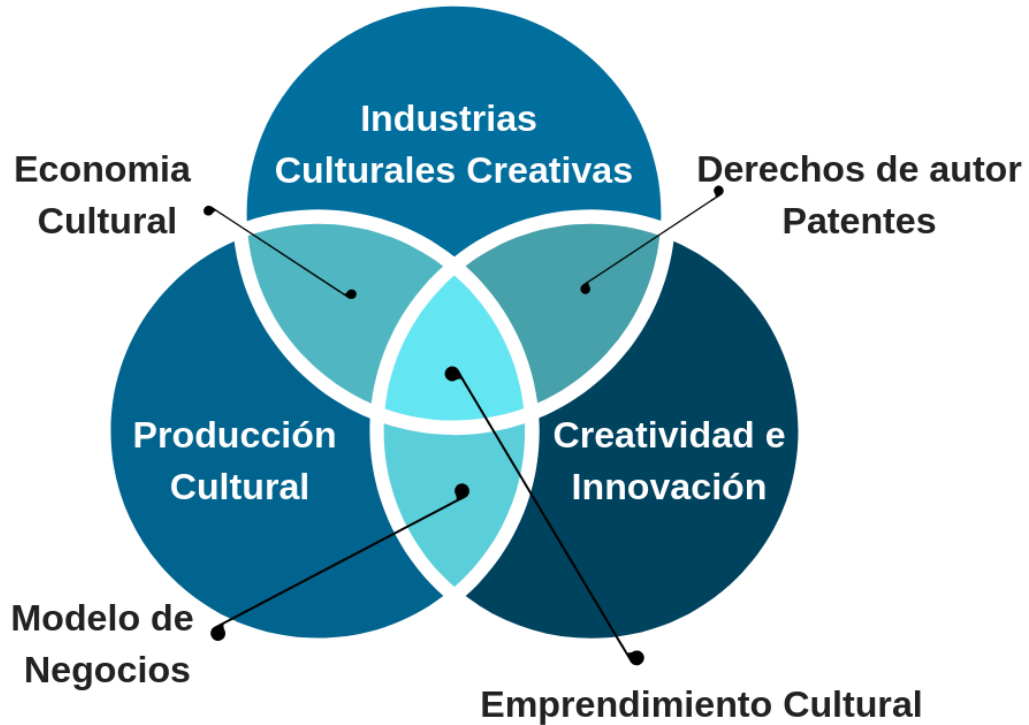 Industrias
Culturales Creativas
Economia
Cultural
Derechos de autor
Patentes
Producción
Cultural
Creatividad e
Innovación
Modelo de
Negocios
Emprendimiento Cultural